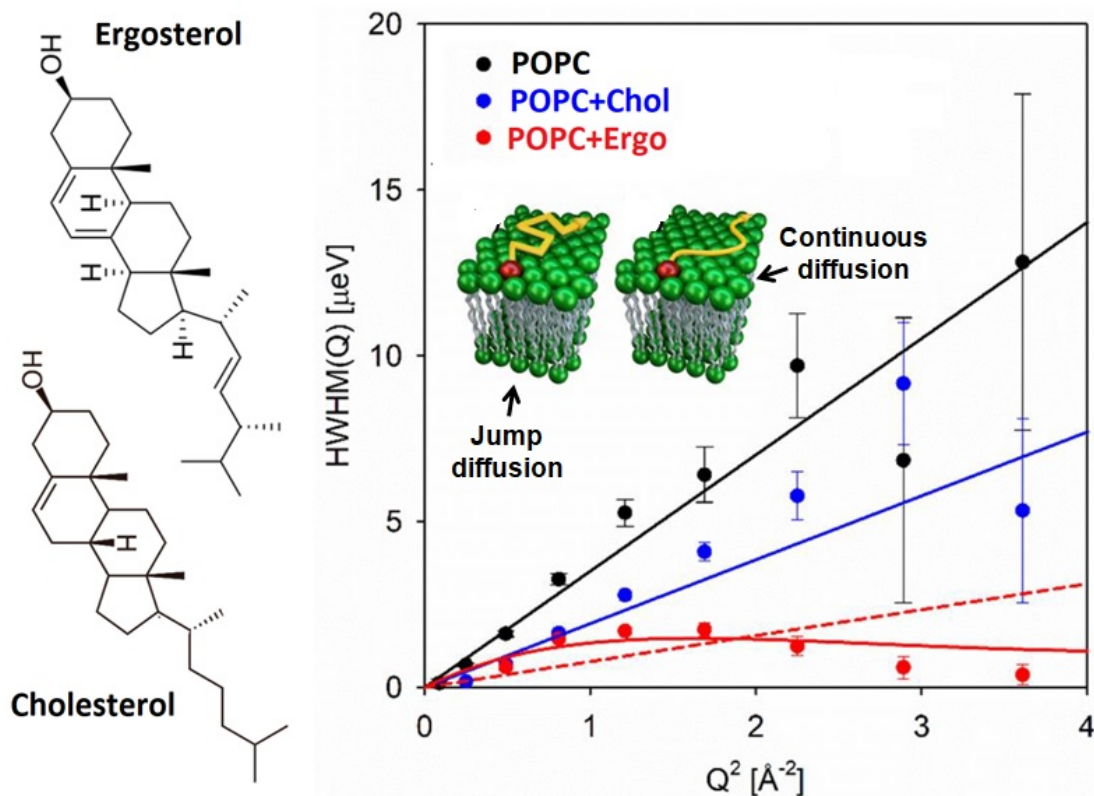 Ergosterol
OH
H
H
H
OH
H
Cholesterol
20
15
10
5
0
HWHM(Q) [µeV]
POPC
POPC+Chol
POPC+Ergo
Continuous
diffusion
Jump
diffusion
0 1 2 3 4
Q² [Å⁻²]